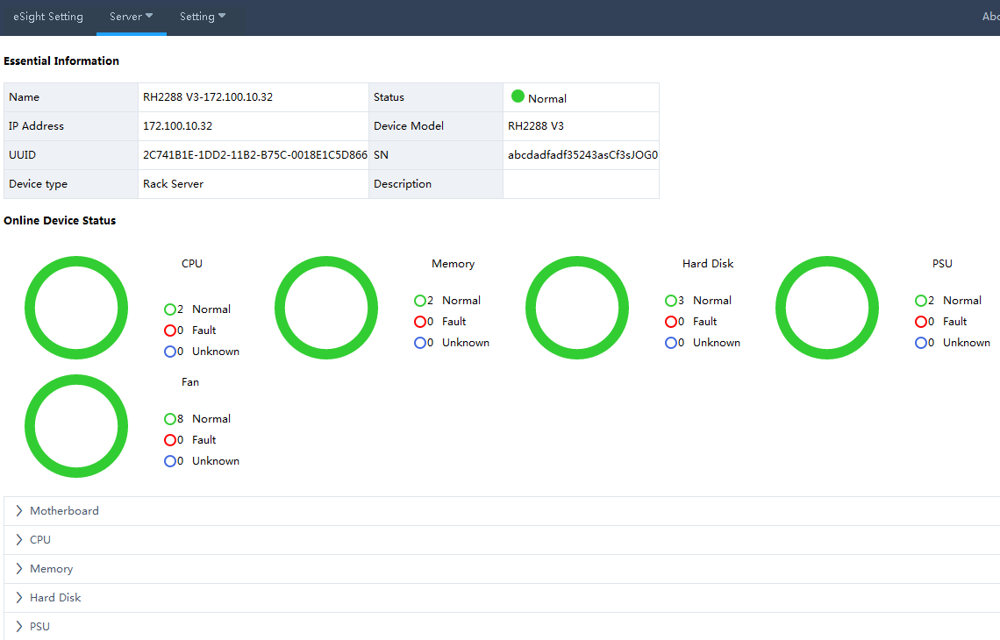 eSight Setting Server Setting Abo
Essential Information
Name RH2288 V3-172.100.10.32 Status Normal
IP Address 172.100.10.32 Device Model RH2288 V3
UUID 2C741B1E-1DD2-11B2-B75C-0018E1C5D866 SN abcdadfadf35243asCf3sJOG0
Device type Rack Server Description
Online Device Status
CPU
2 Normal
0 Fault
0 Unknown
Memory
2 Normal
0 Fault
0 Unknown
Hard Disk
3 Normal
0 Fault
0 Unknown
PSU
2 Normal
0 Fault
0 Unknown
Fan
8 Normal
0 Fault
0 Unknown
Motherboard
CPU
Memory
Hard Disk
PSU